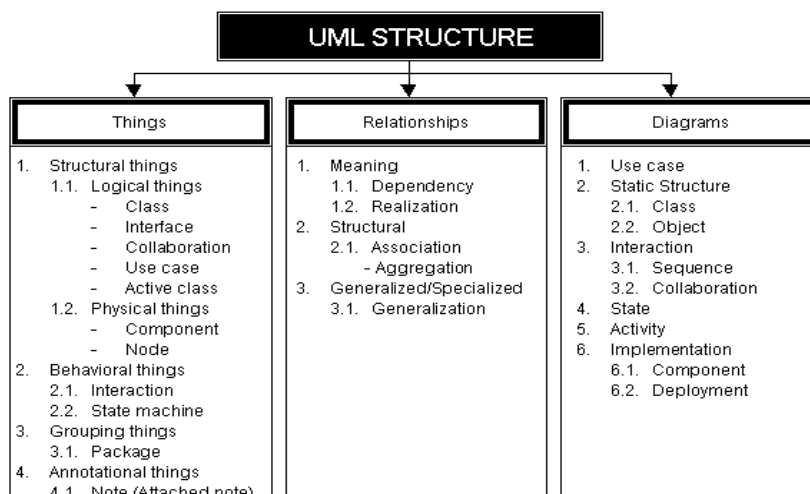 UML STRUCTURE
Things
1. Structural things
1.1. Logical things
- Class
- Interface
- Collaboration
- Use case
- Active class
1.2. Physical things
- Component
- Node
2. Behavioral things
2.1. Interaction
2.2. State machine
3. Grouping things
3.1. Package
4. Annotational things
4.1. Note (Attached note)
Relationships
1. Meaning
1.1. Dependency
1.2. Realization
2. Structural
2.1. Association
- Aggregation
3. Generalized/Specialized
3.1. Generalization
Diagrams
1. Use case
2. Static Structure
2.1. Class
2.2. Object
3. Interaction
3.1. Sequence
3.2. Collaboration
4. State
5. Activity
6. Implementation
6.1. Component
6.2. Deployment